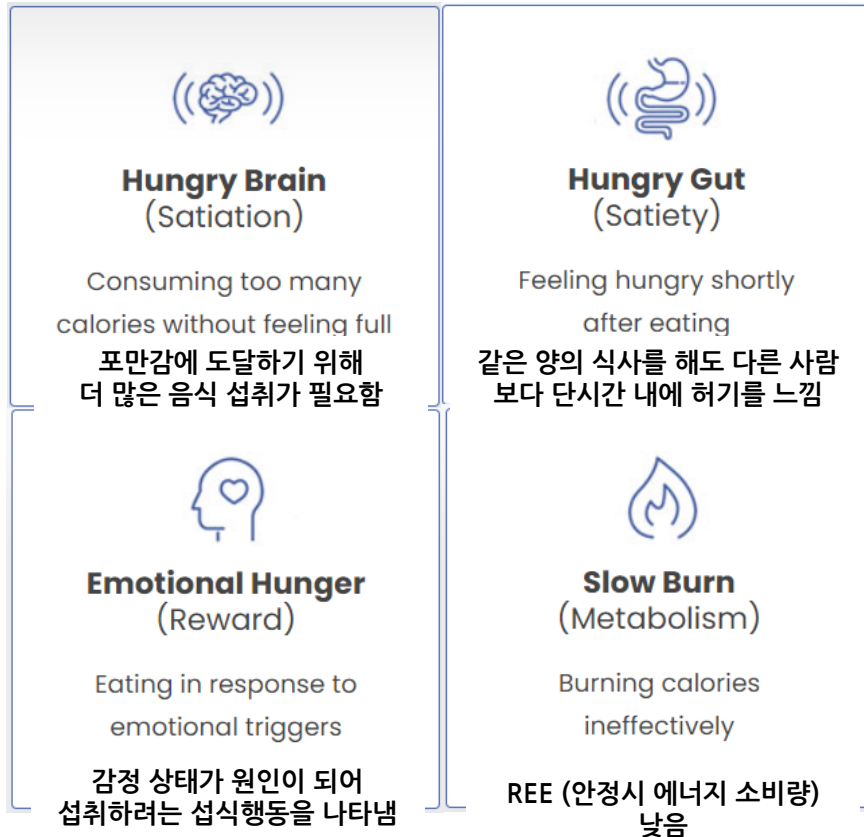 Hungry Brain
(Satiation)
Consuming too many
calories without feeling full
포만감에 도달하기 위해
더 많은 음식 섭취가 필요함
Hungry Gut
(Satiety)
Feeling hungry shortly
after eating
같은 양의 식사를 해도 다른 사람
보다 단시간 내에 허기를 느낌
Emotional Hunger
(Reward)
Eating in response to
emotional triggers
감정 상태가 원인이 되어
섭취하려는 섭식행동을 나타냄
Slow Burn
(Metabolism)
Burning calories
ineffectively
REE (안정시 에너지 소비량)
낮음